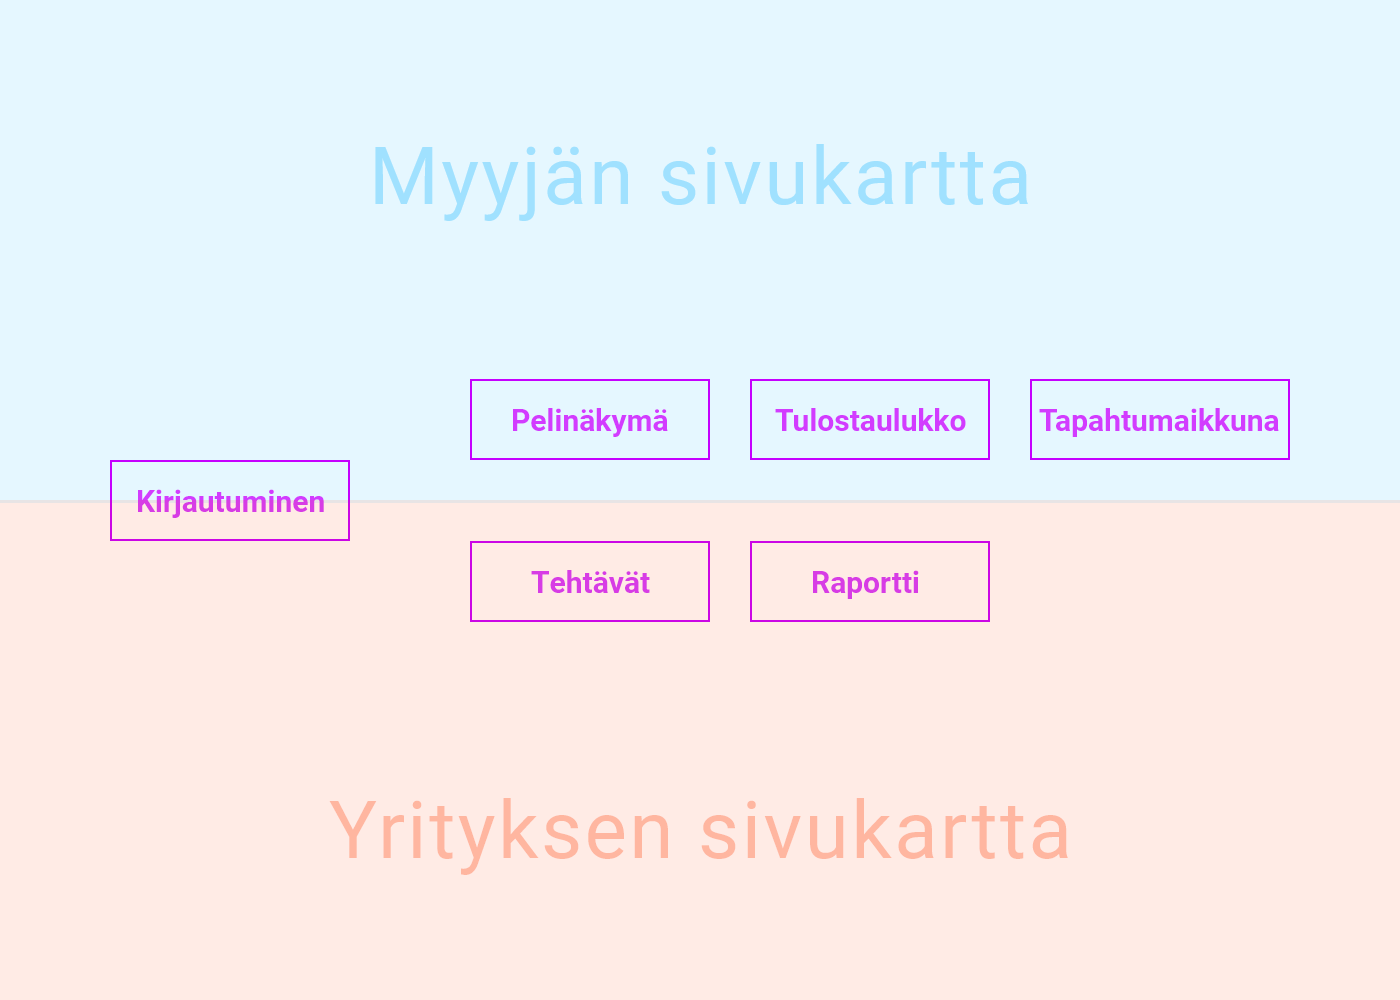 Myyjän sivukartta
Pelinäkymä
Tulostaulukko
Tapahtumaikkuna
Kirjautuminen
Tehtävät
Raportti
Yrityksen sivukartta